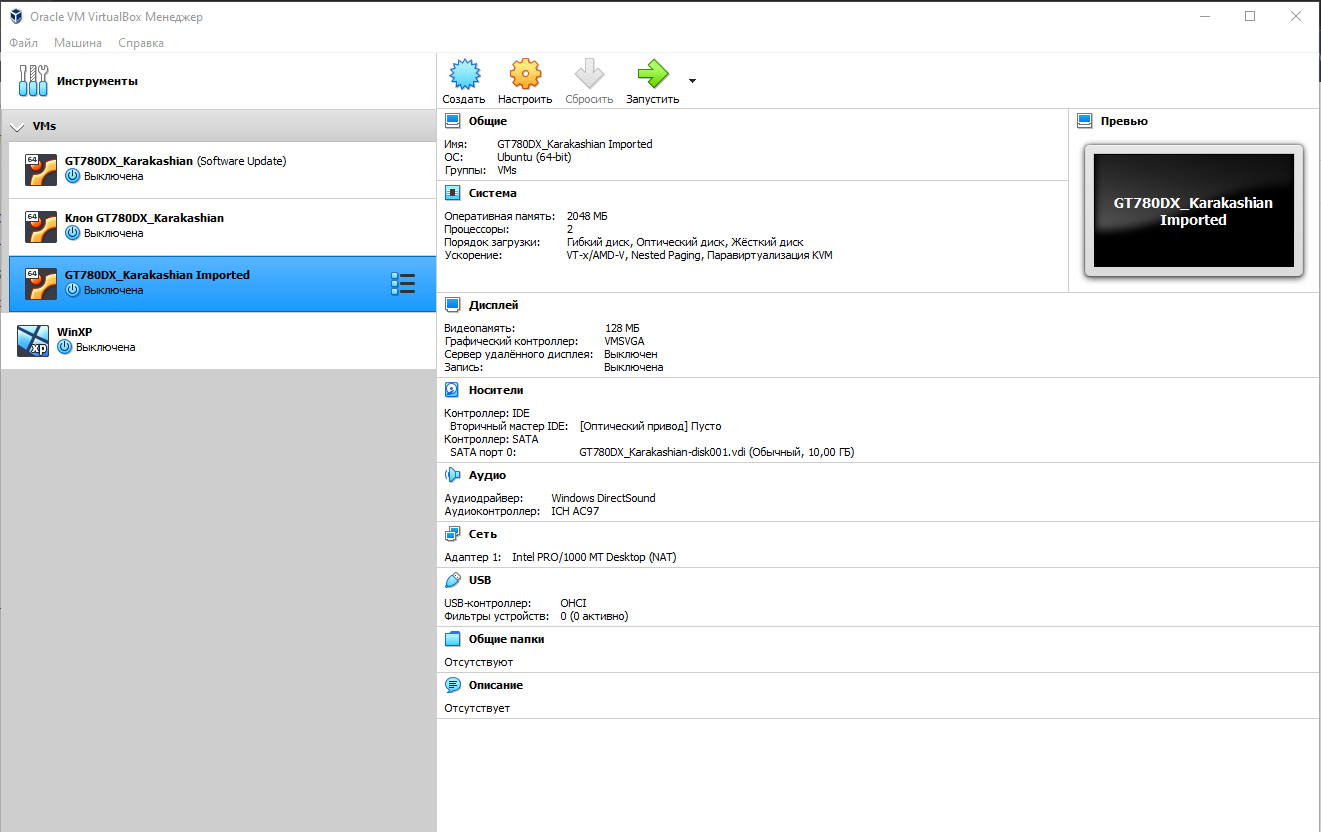 Oracle VM VirtualBox Менеджер
Файл Машина Справка
Инструменты
VMs
64
GT780DX_Karakashian (Software Update)
Выключена
64
Клон GT780DX_Karakashian
Выключена
64
GT780DX_Karakashian Imported
Выключена
XP
WinXP
Выключена
Создать Настроить Сбросить Запустить
Общие
Имя: GT780DX_Karakashian Imported
ОС: Ubuntu (64-bit)
Группы: VMs
Превью
GT780DX_Karakashian
Imported
Система
Оперативная память: 2048 МБ
Процессоры: 2
Порядок загрузки: Гибкий диск, Оптический диск, Жёсткий диск
Ускорение: VT-x/AMD-V, Nested Paging, Паравиртуализация KVM
Дисплей
Видеопамять: 128 МБ
Графический контроллер: VMSVGA
Сервер удалённого дисплея: Выключен
Запись: Выключена
Носители
Контроллер: IDE
Вторичный мастер IDE: [Оптический привод] Пусто
Контроллер: SATA
SATA порт 0: GT780DX_Karakashian-disk001.vdi (Обычный, 10,00 ГБ)
Аудио
Аудиодрайвер: Windows DirectSound
Аудиоконтроллер: ICH AC97
Сеть
Адаптер 1: Intel PRO/1000 MT Desktop (NAT)
USB
USB-контроллер: OHCI
Фильтры устройств: 0 (0 активно)
Общие папки
Отсутствуют
Описание
Отсутствует